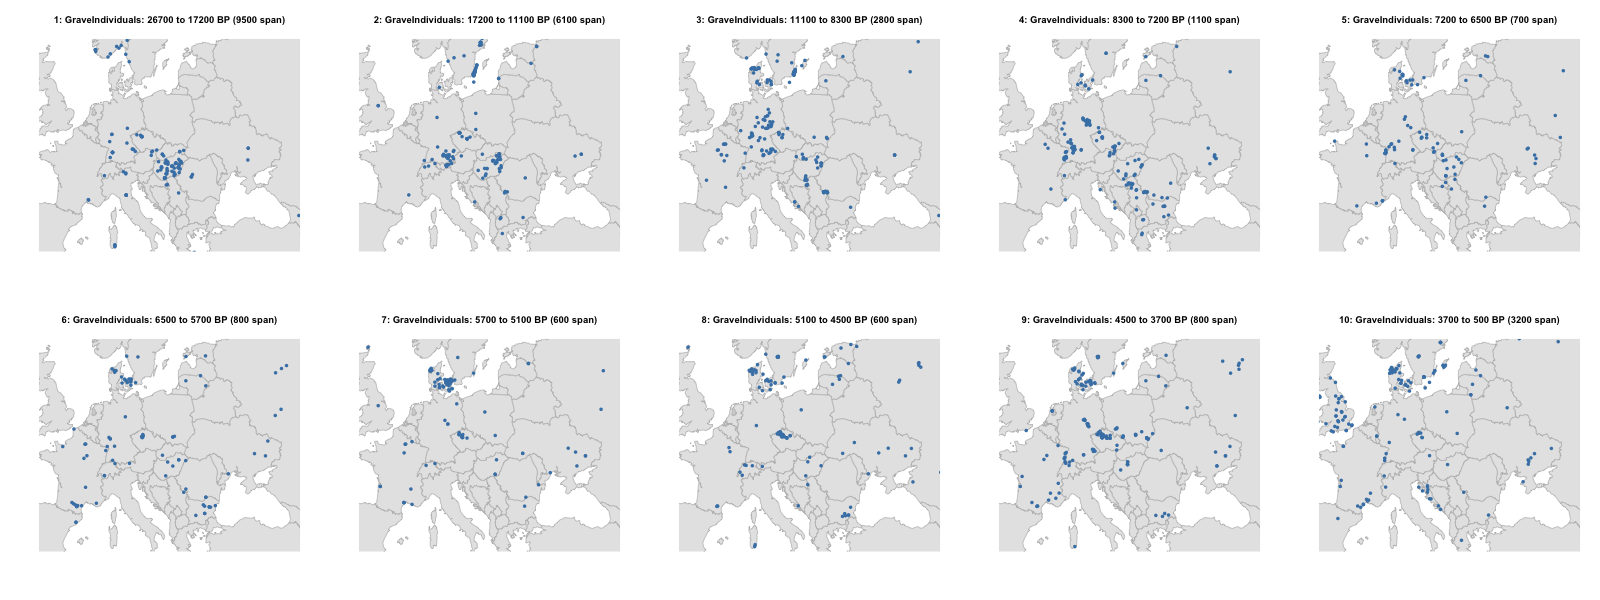 1: GraveIndividuals: 26700 to 17200 BP (9500 span)
2: GraveIndividuals: 17200 to 11100 BP (6100 span)
3: GraveIndividuals: 11100 to 8300 BP (2800 span)
4: GraveIndividuals: 8300 to 7200 BP (1100 span)
5: GraveIndividuals: 7200 to 6500 BP (700 span)
6: GraveIndividuals: 6500 to 5700 BP (800 span)
7: GraveIndividuals: 5700 to 5100 BP (600 span)
8: GraveIndividuals: 5100 to 4500 BP (600 span)
9: GraveIndividuals: 4500 to 3700 BP (800 span)
10: GraveIndividuals: 3700 to 500 BP (3200 span)